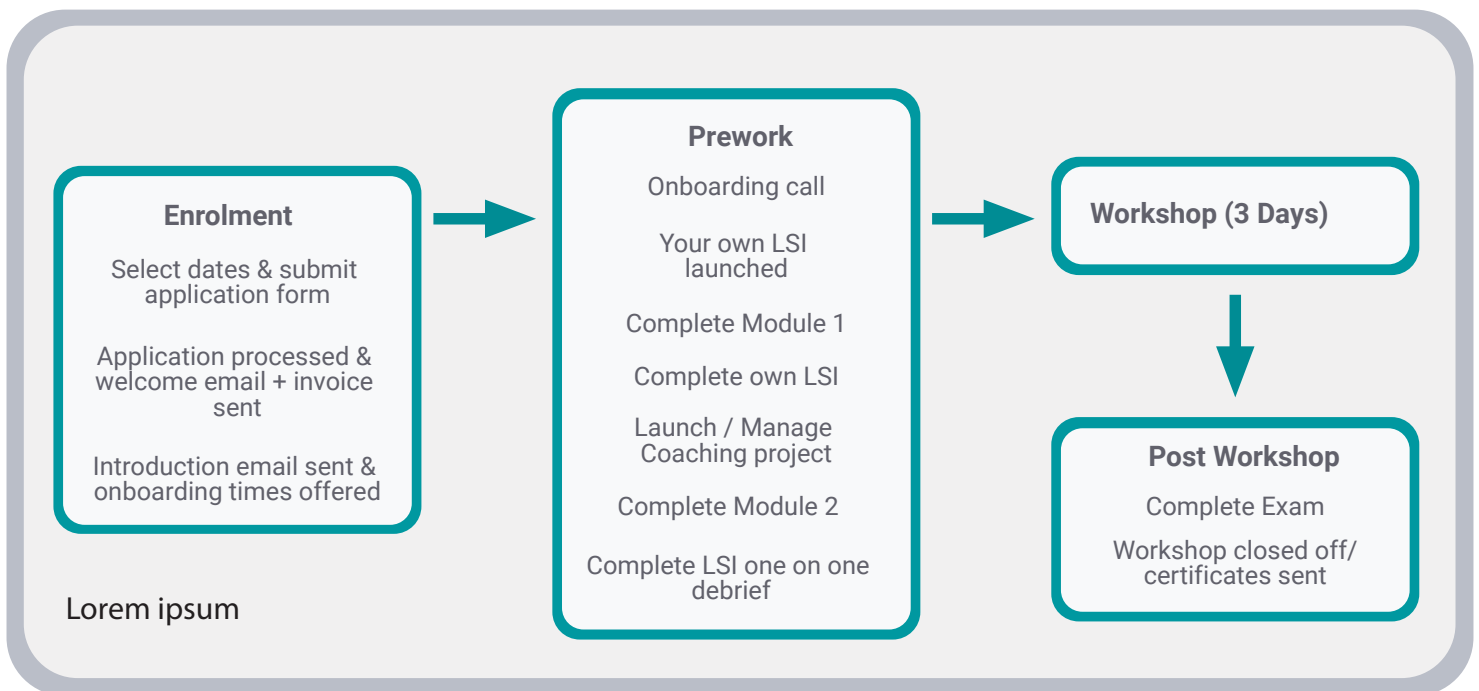 Enrolment
Select dates & submit
application form
Application processed &
welcome email + invoice
sent
Introduction email sent &
onboarding times offered
Lorem ipsum
Prework
Onboarding call
Your own LSI
launched
Complete Module 1
Complete own LSI
Launch / Manage
Coaching project
Complete Module 2
Complete LSI one on one
debrief
Workshop (3 Days)
Post Workshop
Complete Exam
Workshop closed off/
certificates sent